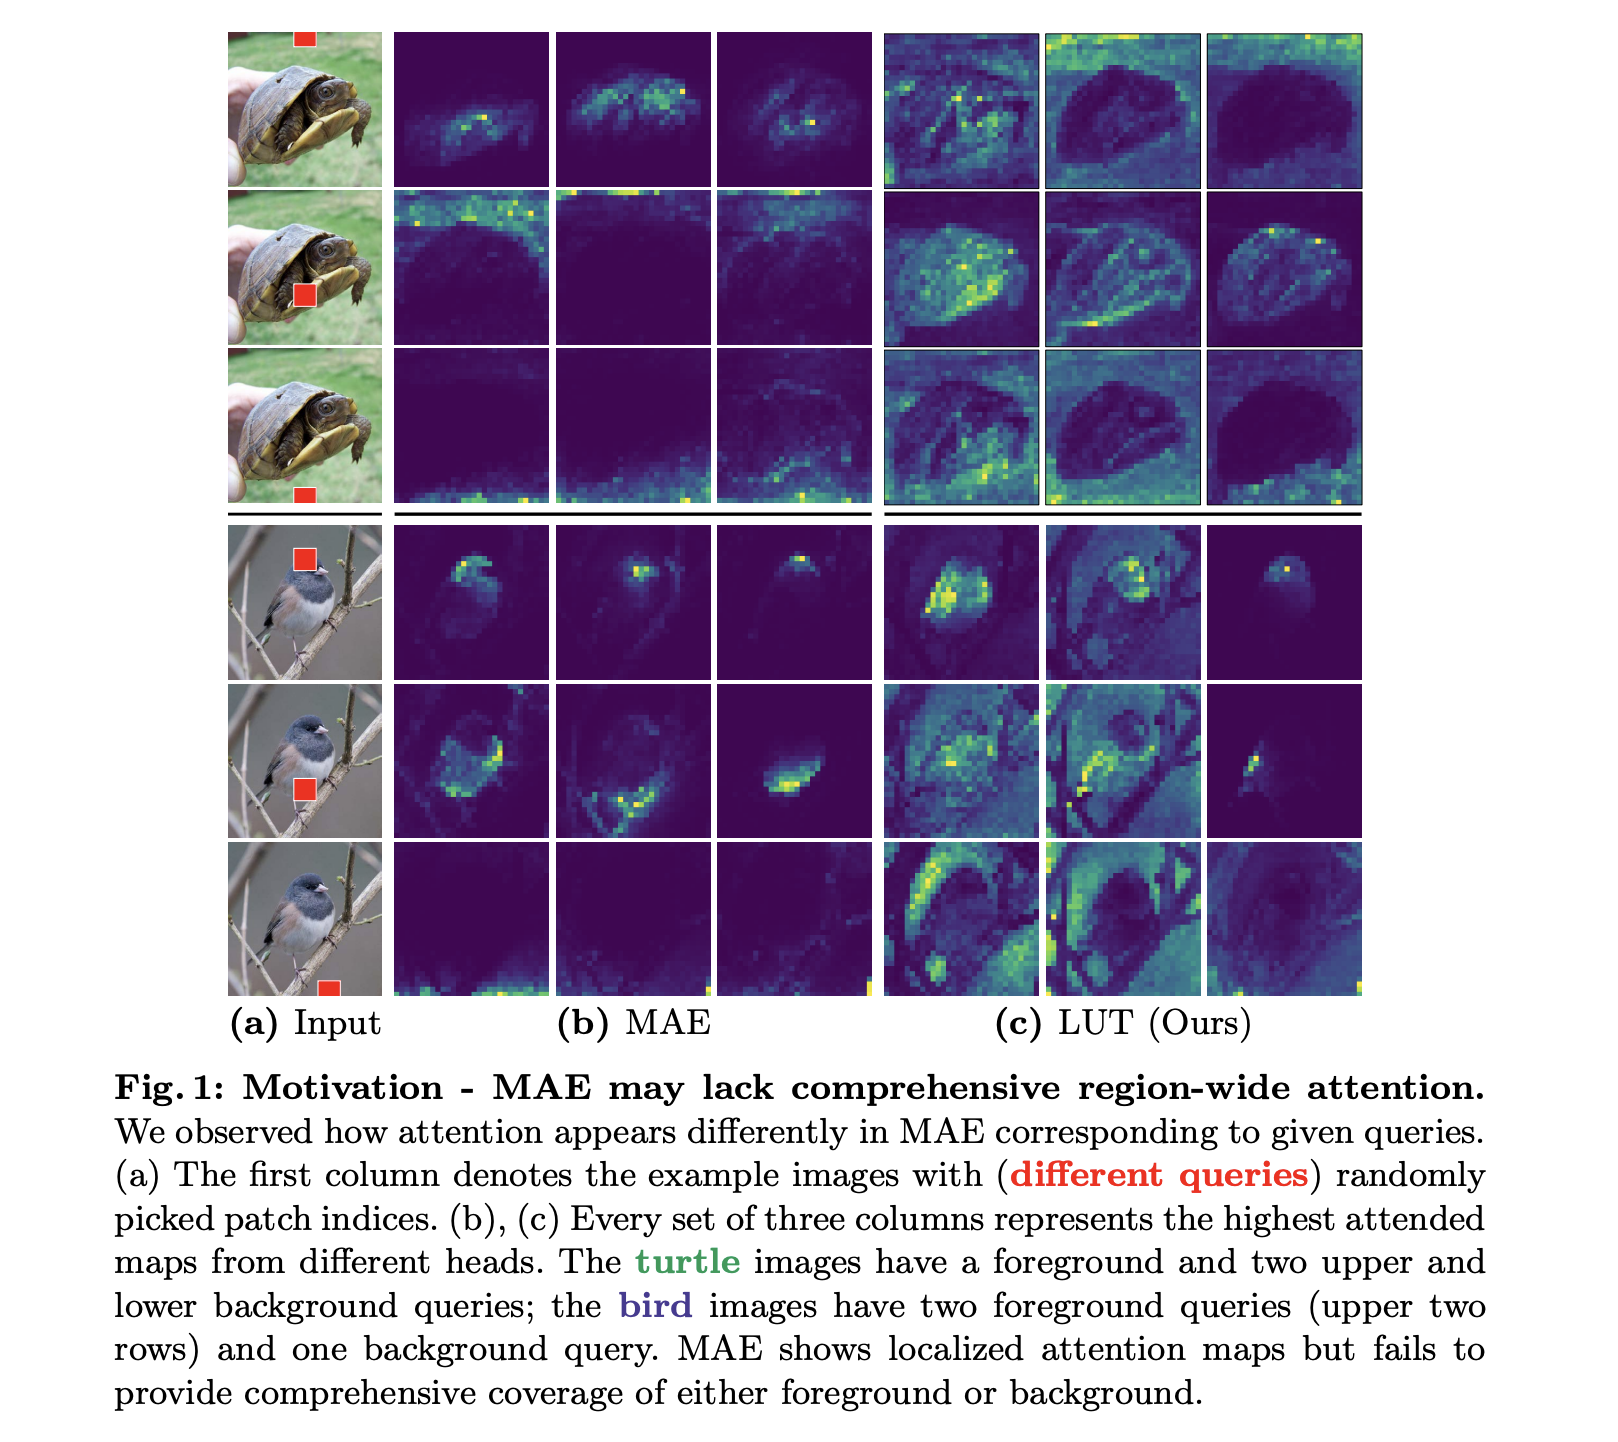 (a) Input (b) MAE (c) LUT (Ours)
Fig. 1: Motivation - MAE may lack comprehensive region-wide attention.
We observed how attention appears differently in MAE corresponding to given queries.
(a) The first column denotes the example images with (different queries) randomly
picked patch indices. (b), (c) Every set of three columns represents the highest attended
maps from different heads. The turtle images have a foreground and two upper and
lower background queries; the bird images have two foreground queries (upper two
rows) and one background query. MAE shows localized attention maps but fails to
provide comprehensive coverage of either foreground or background.